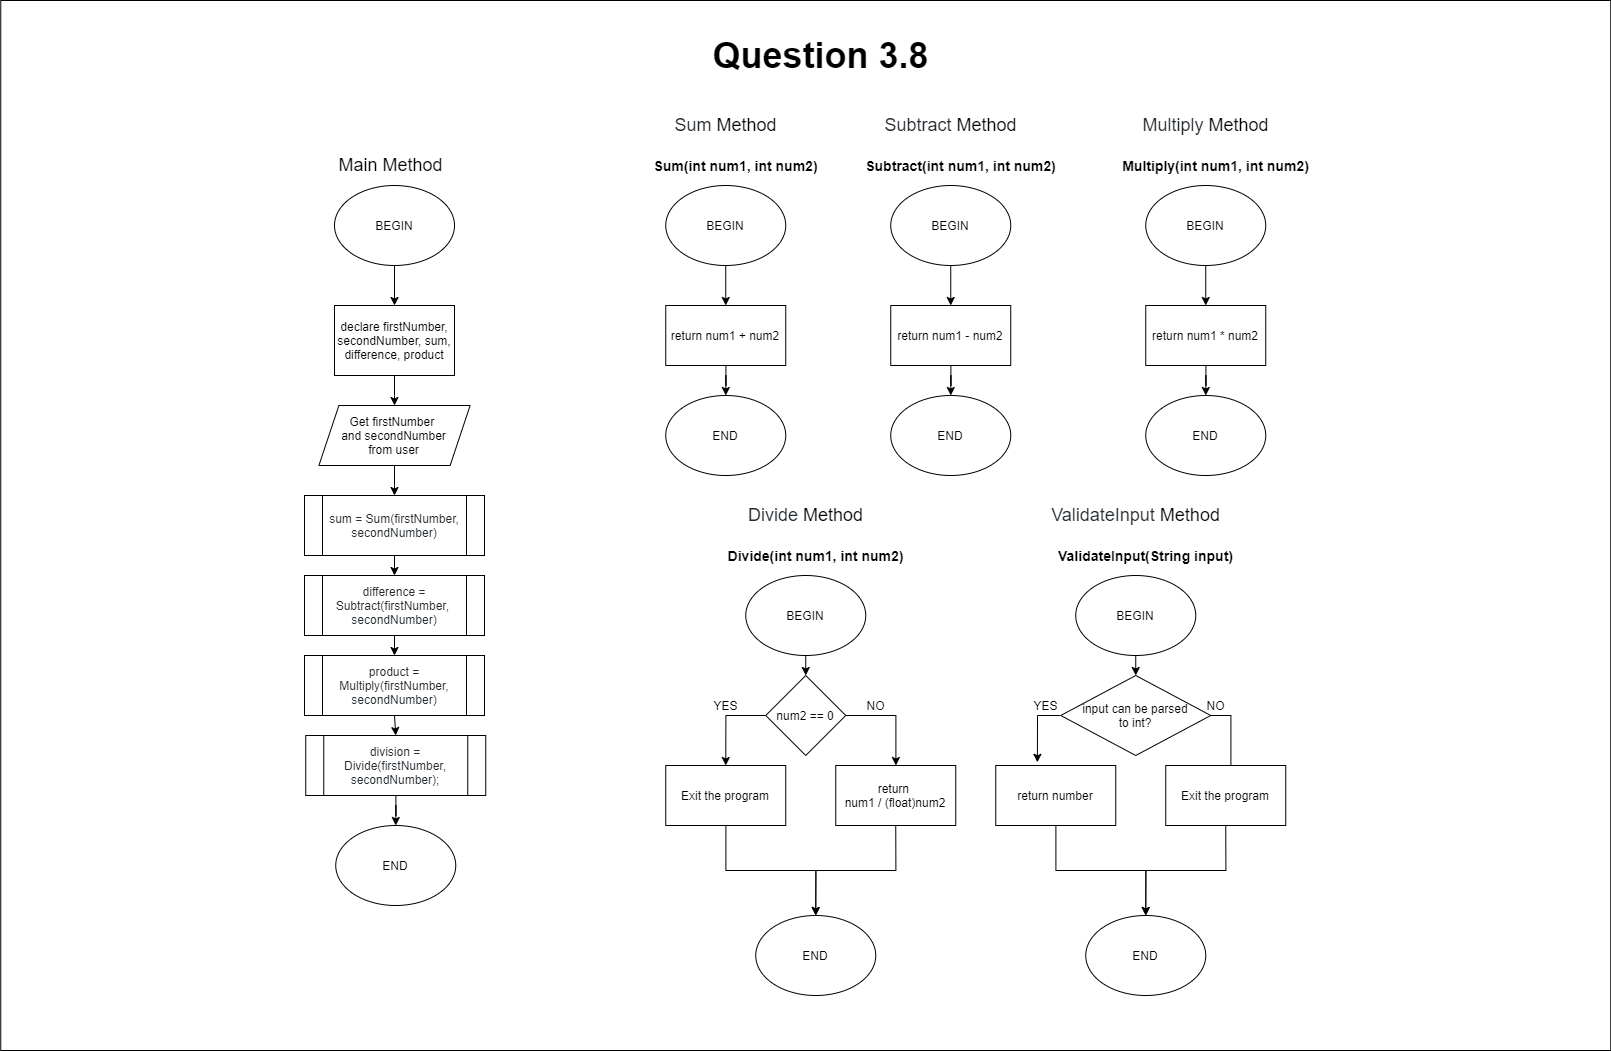 Question 3.8
Main Method
BEGIN
declare firstNumber,
secondNumber, sum,
difference, product
Get firstNumber
and secondNumber
from user
sum = Sum(firstNumber,
secondNumber)
difference =
Subtract(firstNumber,
secondNumber)
product =
Multiply(firstNumber,
secondNumber)
division =
Divide(firstNumber,
secondNumber);
END
Sum Method
Sum(int num1, int num2)
BEGIN
return num1 + num2
END
Subtract Method
Subtract(int num1, int num2)
BEGIN
return num1 - num2
END
Multiply Method
Multiply(int num1, int num2)
BEGIN
return num1 * num2
END
Divide Method
Divide(int num1, int num2)
BEGIN
num2 == 0
YES
NO
Exit the program
return
num1 / (float)num2
END
ValidateInput Method
ValidateInput(String input)
BEGIN
input can be parsed
to int?
YES
NO
return number
Exit the program
END